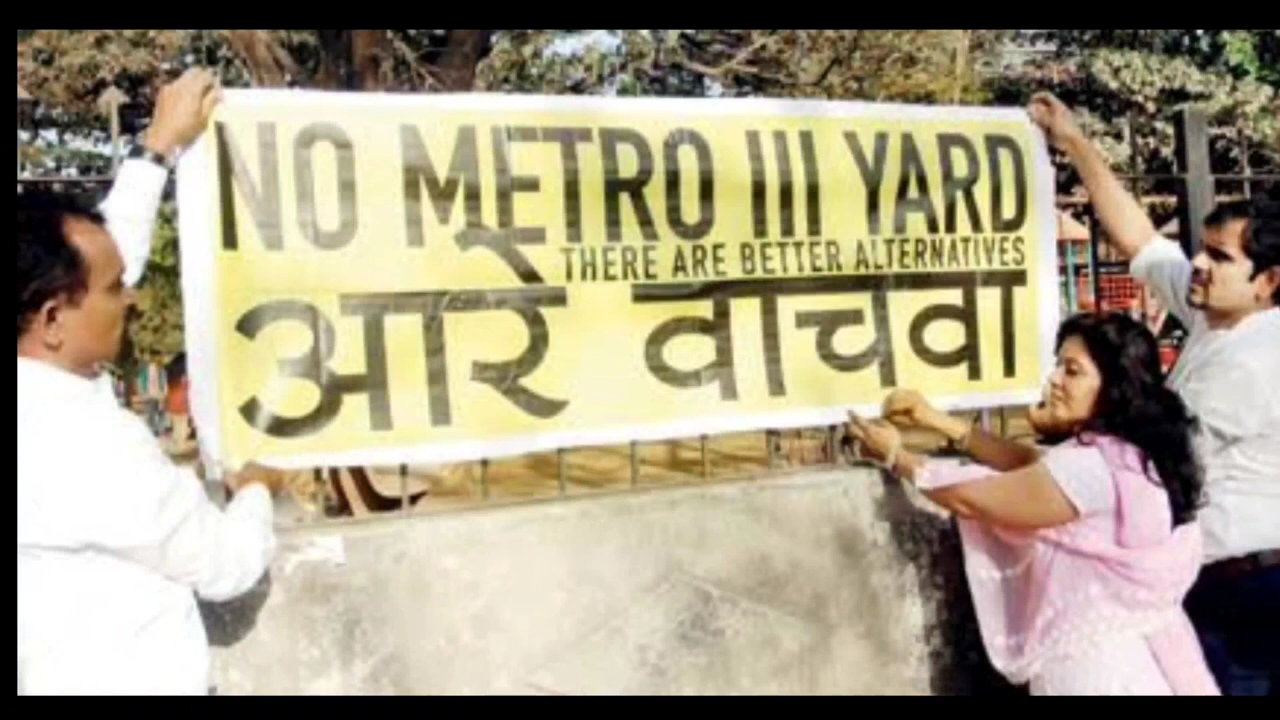 NO METRO III YARD
THERE ARE BETTER ALTERNATIVES
आरे वाचवा